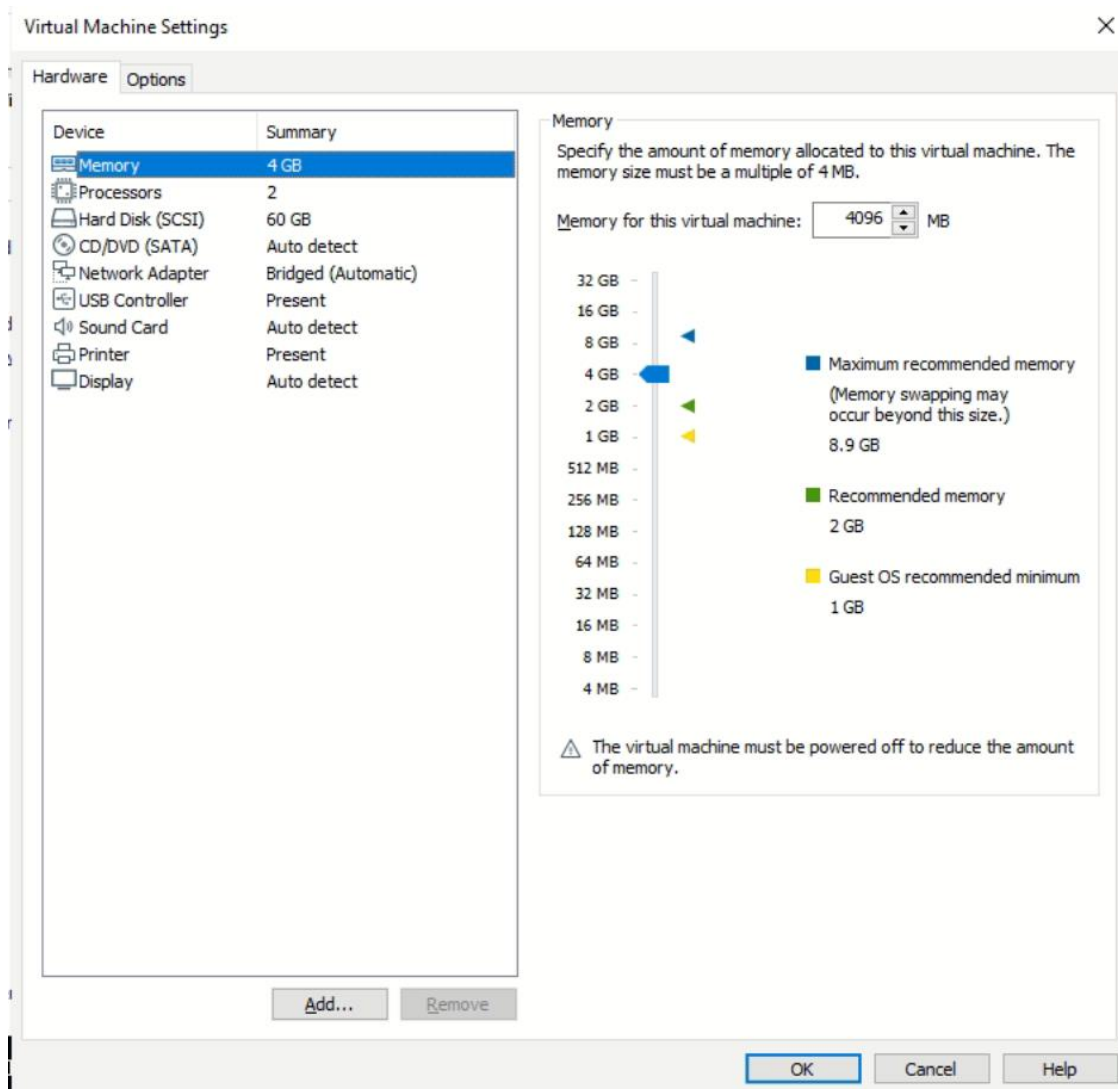 Virtual Machine Settings
Hardware
Options
Device Summary
Memory 4 GB
Processors 2
Hard Disk (SCSI) 60 GB
CD/DVD (SATA) Auto detect
Network Adapter Bridged (Automatic)
USB Controller Present
Sound Card Auto detect
Printer Present
Display Auto detect
Add...
Remove
Memory
Specify the amount of memory allocated to this virtual machine. The
memory size must be a multiple of 4 MB.
Memory for this virtual machine: 4096 MB
32 GB
16 GB
8 GB
4 GB
2 GB
1 GB
512 MB
256 MB
128 MB
64 MB
32 MB
16 MB
8 MB
4 MB
Maximum recommended memory
(Memory swapping may
occur beyond this size.)
8.9 GB
Recommended memory
2 GB
Guest OS recommended minimum
1 GB
The virtual machine must be powered off to reduce the amount
of memory.
OK
Cancel
Help